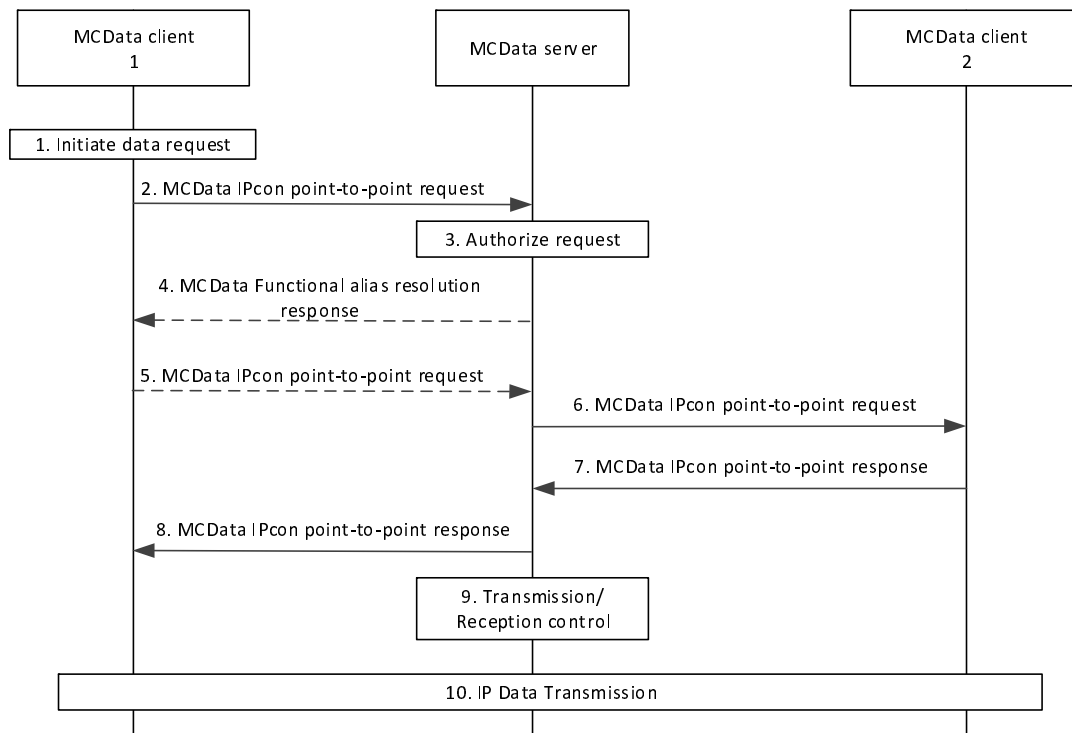 MCData client
1
MCData server
MCData client
2
1. Initiate data request
2. MCData IPcon point-to-point request
3. Authorize request
4. MCData Functional alias resolution
response
5. MCData IPcon point-to-point request
6. MCData IPcon point-to-point request
7. MCData IPcon point-to-point response
8. MCData IPcon point-to-point response
9. Transmission/
Reception control
10. IP Data Transmission